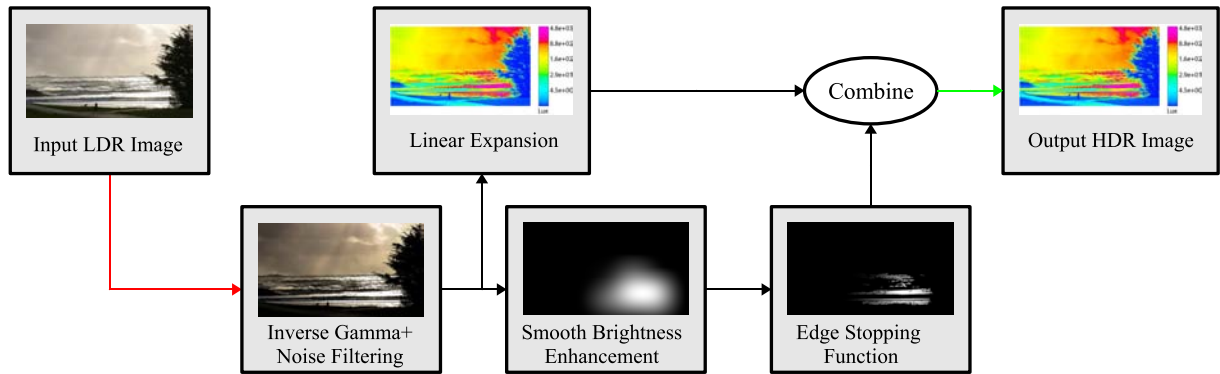 Input LDR Image
Linear Expansion
Combine
Output HDR Image
Inverse Gamma+
Noise Filtering
Smooth Brightness
Enhancement
Edge Stopping
Function